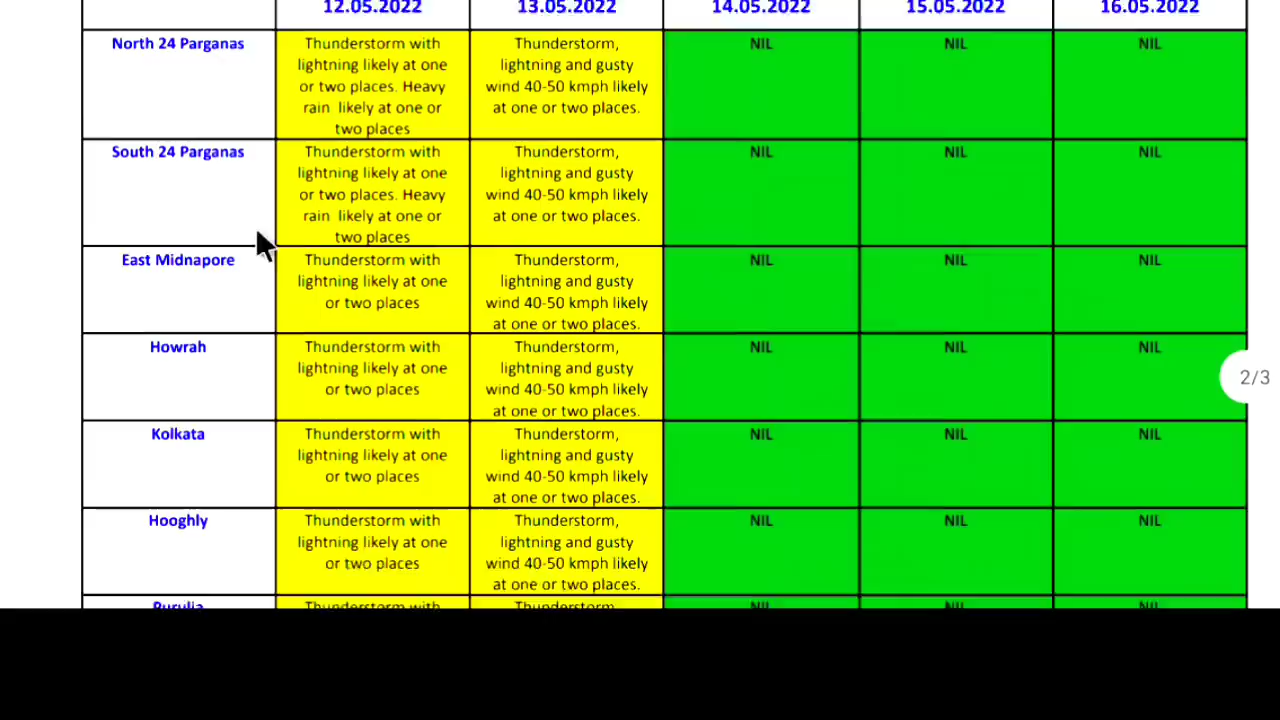 12.05.2022 13.05.2022 14.05.2022 15.05.2022 16.05.2022
North 24 Parganas
Thunderstorm with
lightning likely at one
or two places. Heavy
rain likely at one or
two places
Thunderstorm,
lightning and gusty
wind 40-50 kmph likely
at one or two places.
NIL
NIL
NIL
South 24 Parganas
Thunderstorm with
lightning likely at one
or two places. Heavy
rain likely at one or
two places
Thunderstorm,
lightning and gusty
wind 40-50 kmph likely
at one or two places.
NIL
NIL
NIL
East Midnapore
Thunderstorm with
lightning likely at one
or two places
Thunderstorm,
lightning and gusty
wind 40-50 kmph likely
at one or two places.
NIL
NIL
NIL
Howrah
Thunderstorm with
lightning likely at one
or two places
Thunderstorm,
lightning and gusty
wind 40-50 kmph likely
at one or two places.
NIL
NIL
NIL
2/3
Kolkata
Thunderstorm with
lightning likely at one
or two places
Thunderstorm,
lightning and gusty
wind 40-50 kmph likely
at one or two places.
NIL
NIL
NIL
Hooghly
Thunderstorm with
lightning likely at one
or two places
Thunderstorm,
lightning and gusty
wind 40-50 kmph likely
at one or two places.
NIL
NIL
NIL
Purulia
Thunderstorm with
Thunderstorm,
NIL
NIL
NIL